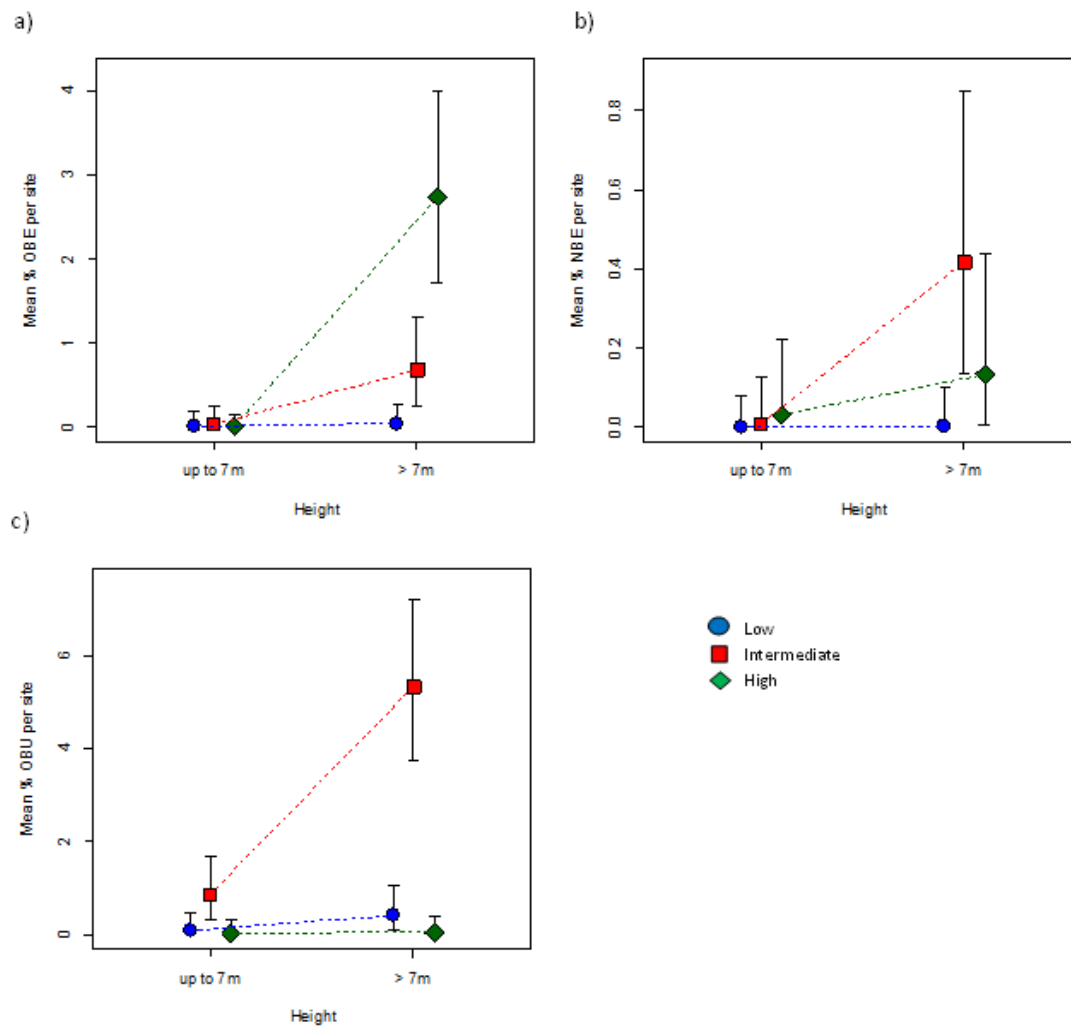 a)
Mean % OBE per site
4
3
2
1
0
up to 7m > 7m
Height
b)
Mean % NBE per site
0.8
0.6
0.4
0.2
0.0
up to 7m > 7m
Height
c)
Mean % OBU per site
6
4
2
0
up to 7m > 7m
Height
Low
Intermediate
High